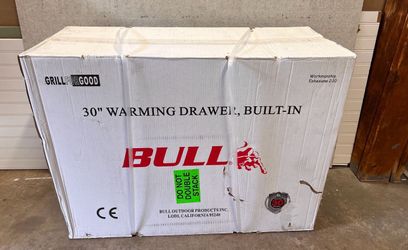 GRILL GOOD
30" WARMING DRAWER, BUILT-IN
BULL
DO NOT
DOUBLE
STACK
CE
BULL OUTDOOR PRODUCTS INC.
LODI, CALIFORNIA 95240